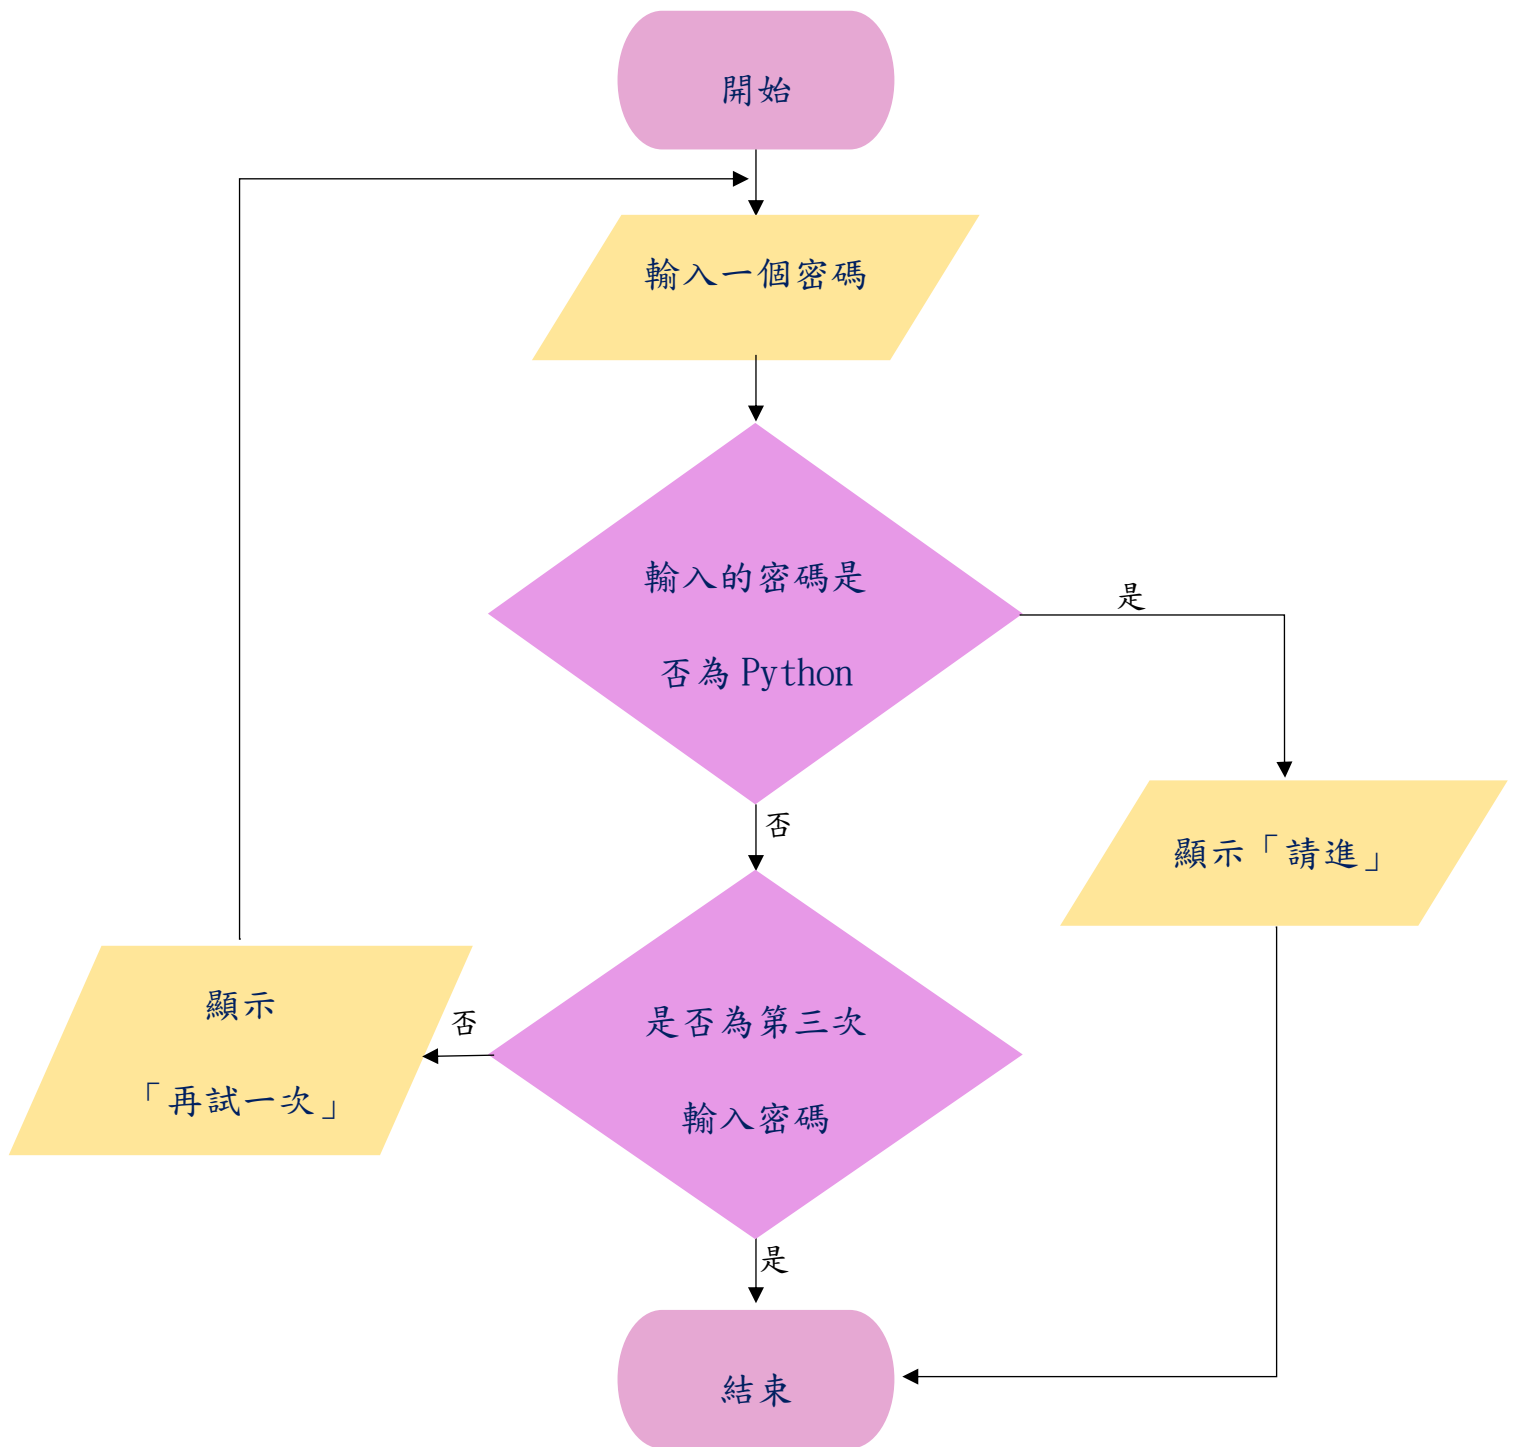 開始
輸入一個密碼
輸入的密碼是
否為 Python
是
否
顯示「請進」
是否為第三次
輸入密碼
否
顯示
「再試一次」
是
結束